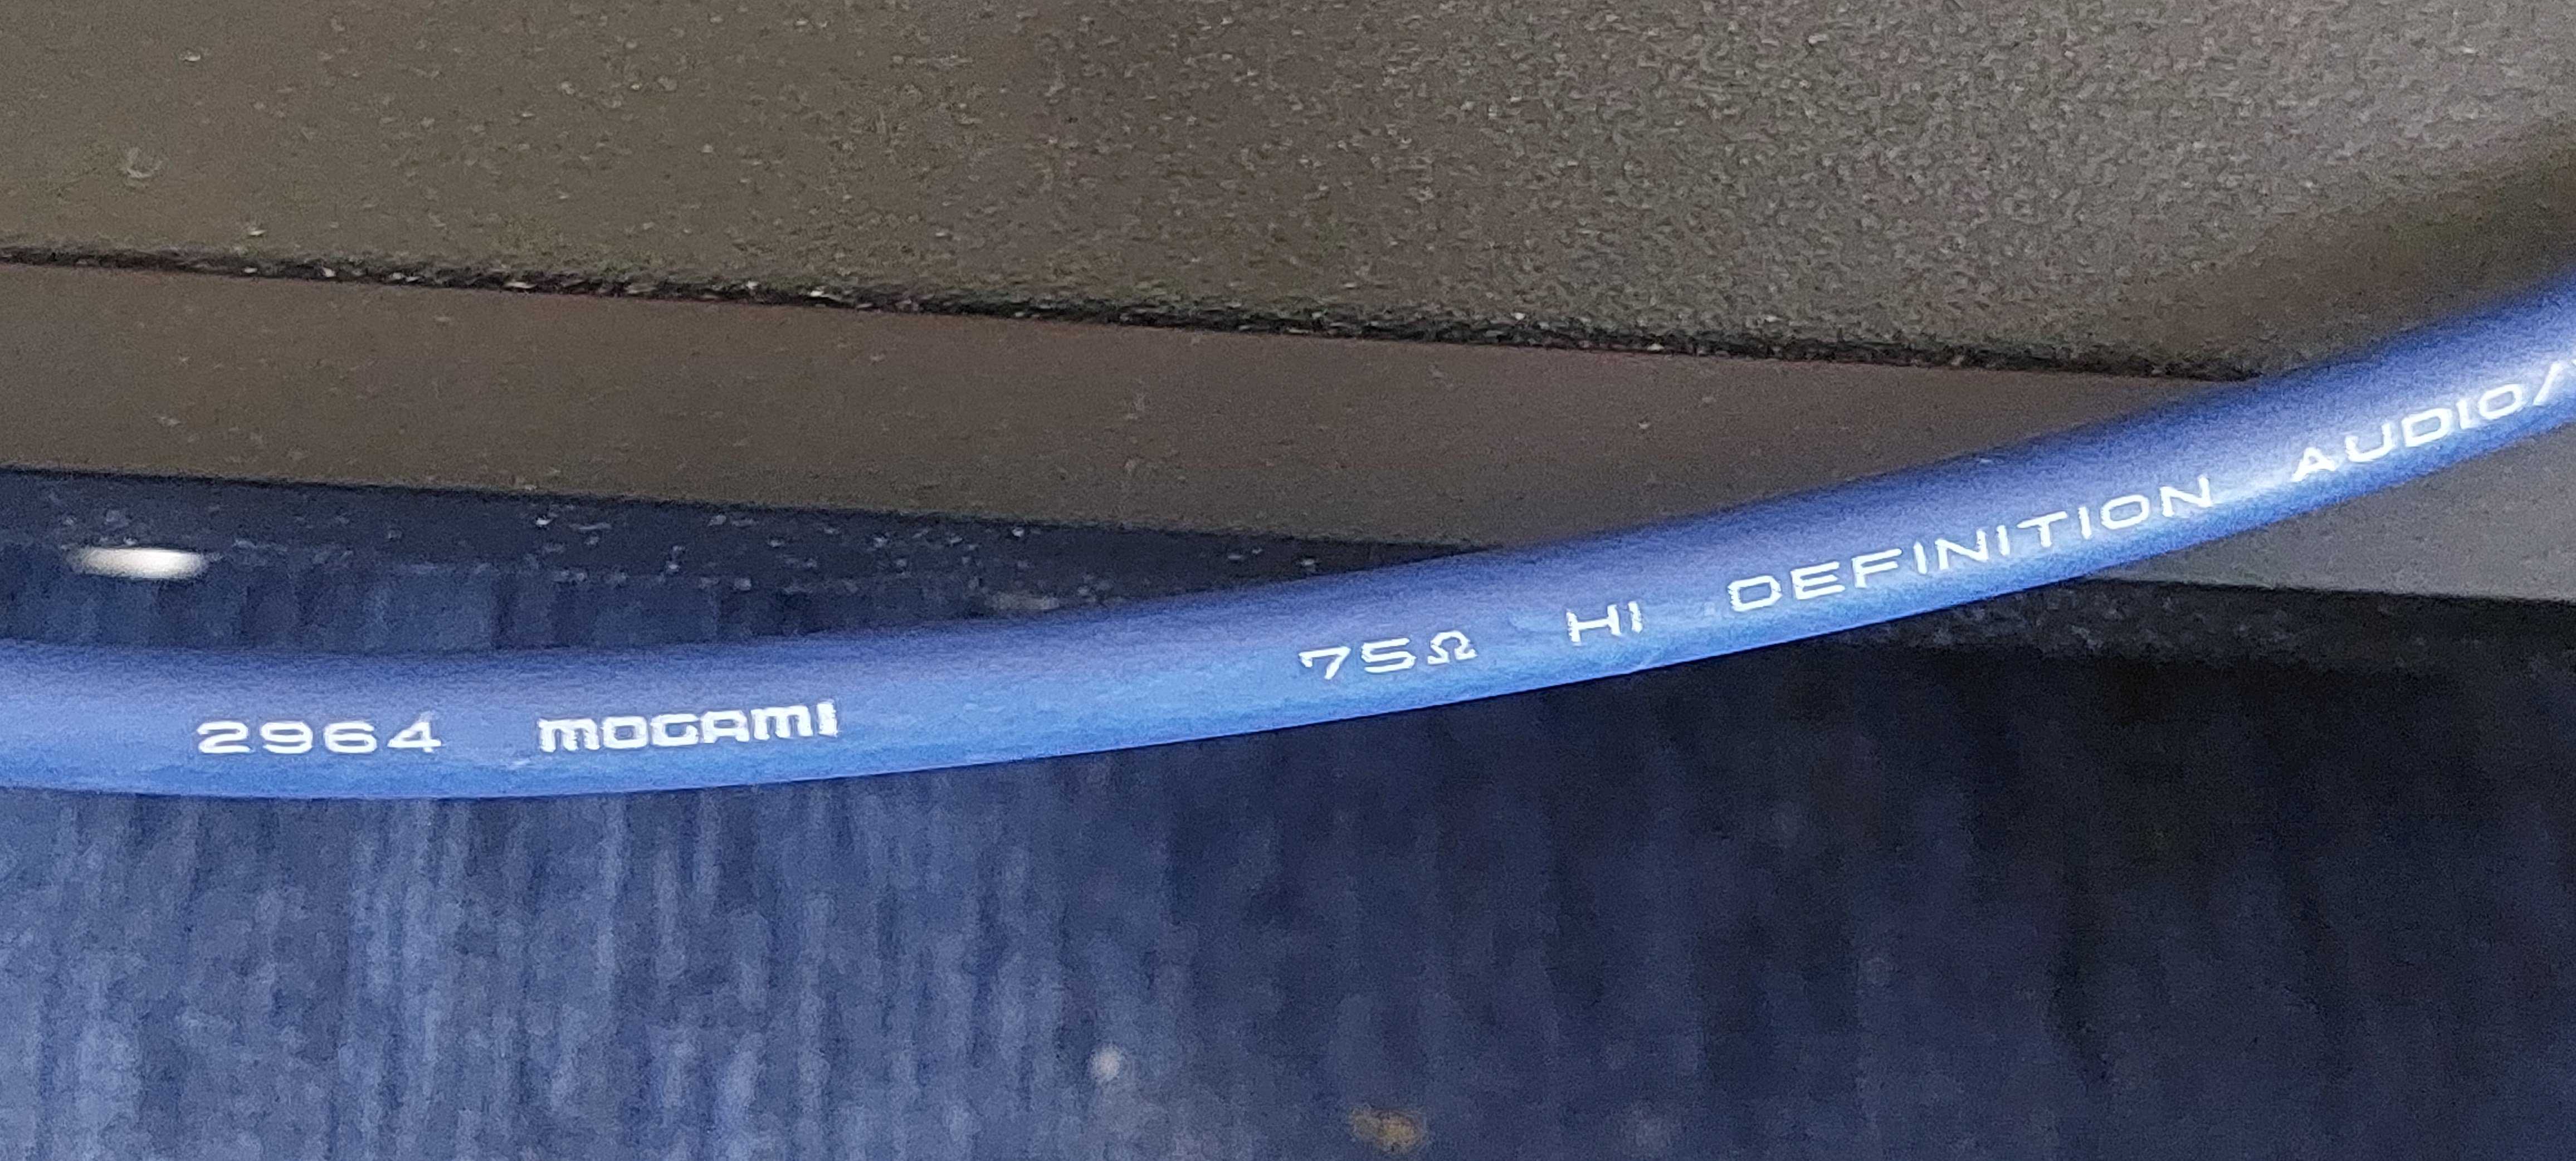 2964 MOGAMI 75Ω HI DEFINITION AUDIO/